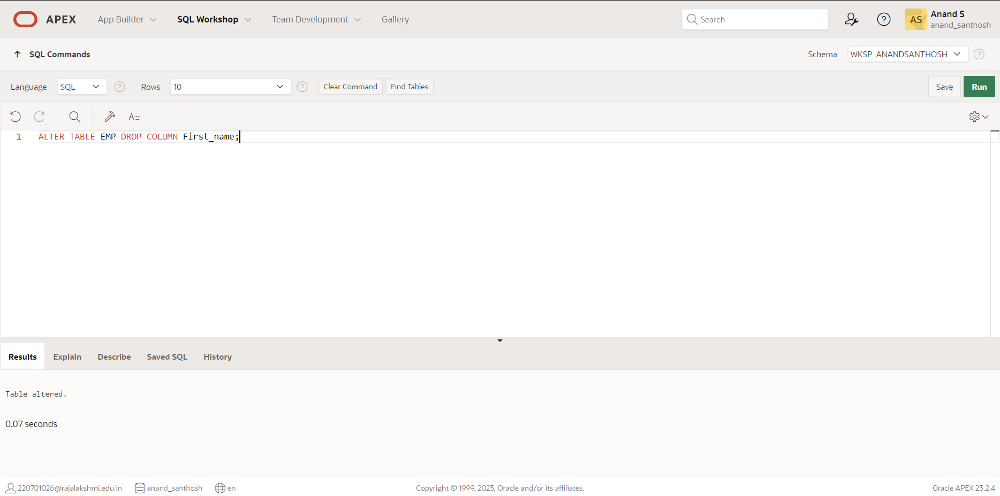 APEX App Builder SQL Workshop Team Development Gallery Search ? AS Anand S
anand_santhosh
SQL Commands Schema WKSP_ANANDSANTHOSH ?
Language SQL ? Rows 10 ? Clear Command Find Tables Save Run
A::
1 ALTER TABLE EMP DROP COLUMN First_name;
Results Explain Describe Saved SQL History
Table altered.
0.07 seconds
220701026@rajalakshmi.edu.in anand_santhosh en Copyright © 1999, 2023, Oracle and/or its affiliates. Oracle APEX 23.2.4